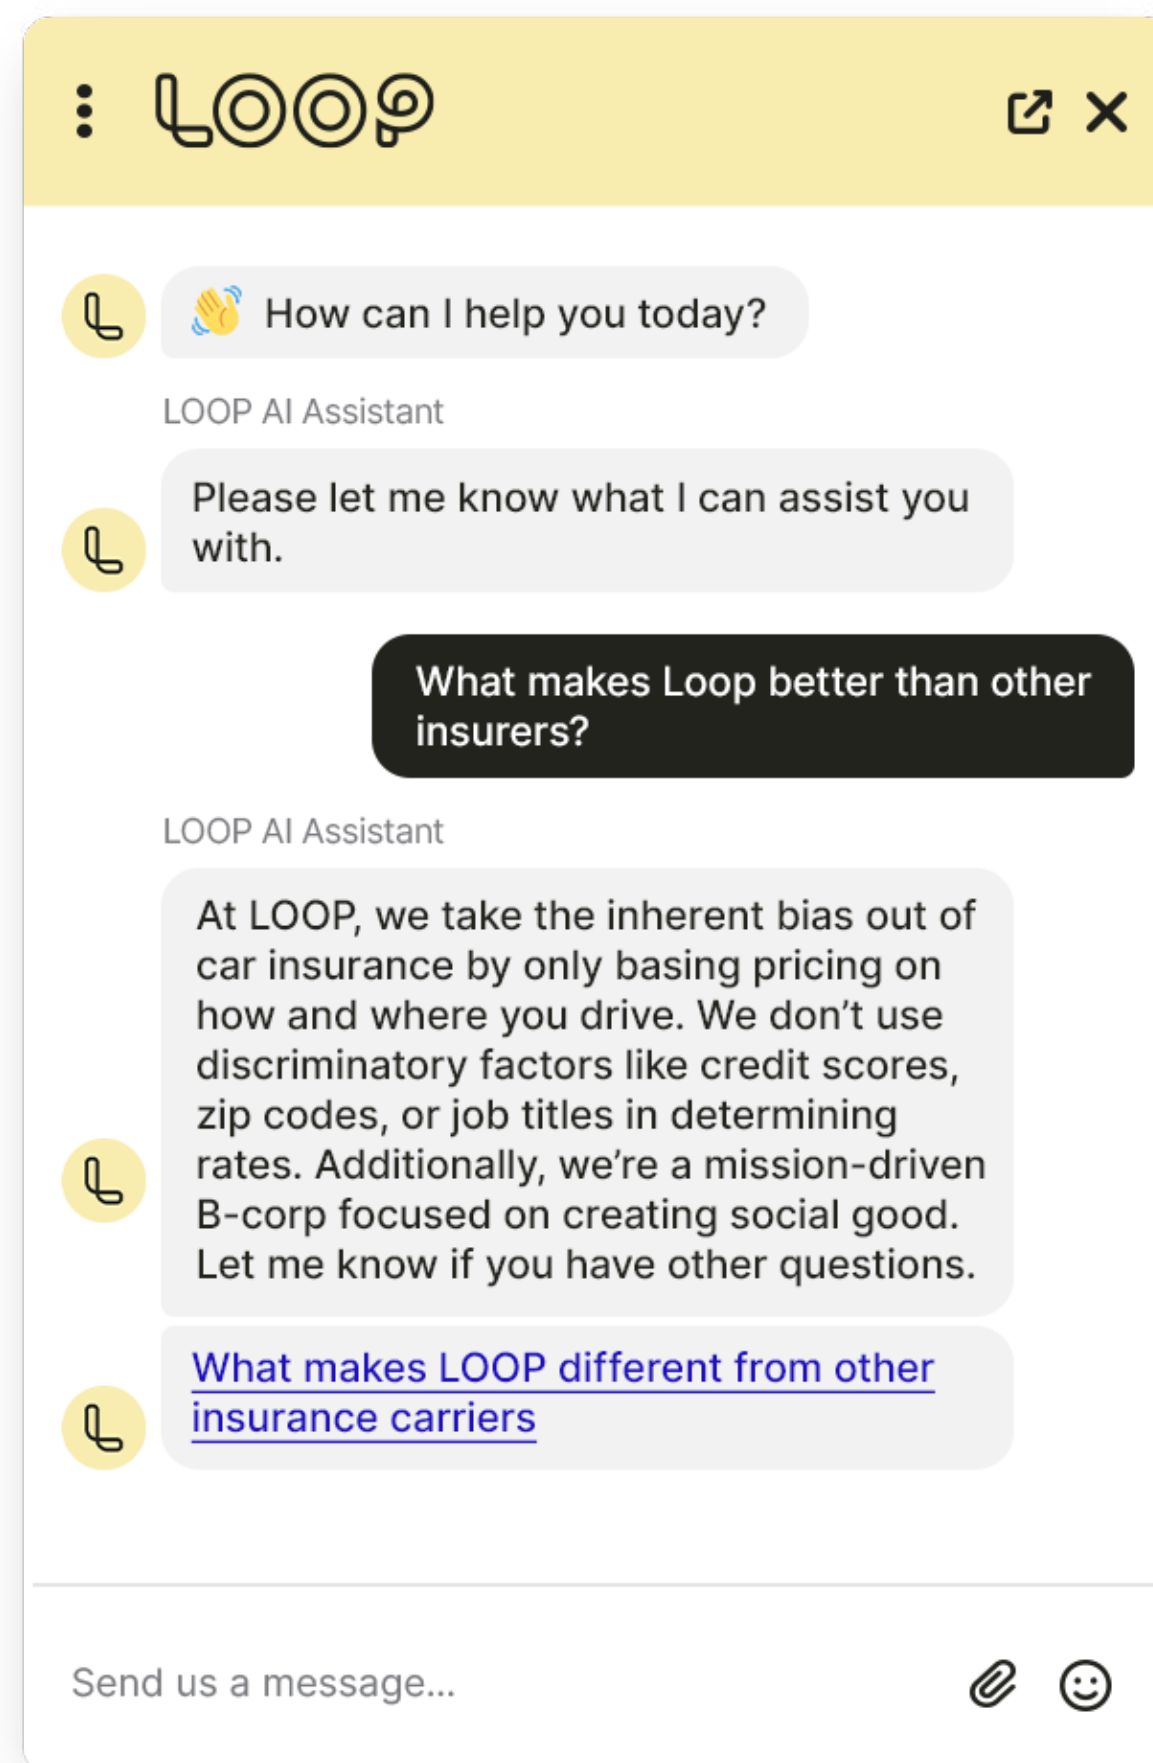 LOOP
👋 How can I help you today?
LOOP AI Assistant
Please let me know what I can assist you
with.
What makes Loop better than other
insurers?
LOOP AI Assistant
At LOOP, we take the inherent bias out of
car insurance by only basing pricing on
how and where you drive. We don’t use
discriminatory factors like credit scores,
zip codes, or job titles in determining
rates. Additionally, we’re a mission-driven
B-corp focused on creating social good.
Let me know if you have other questions.
What makes LOOP different from other
insurance carriers
Send us a message...